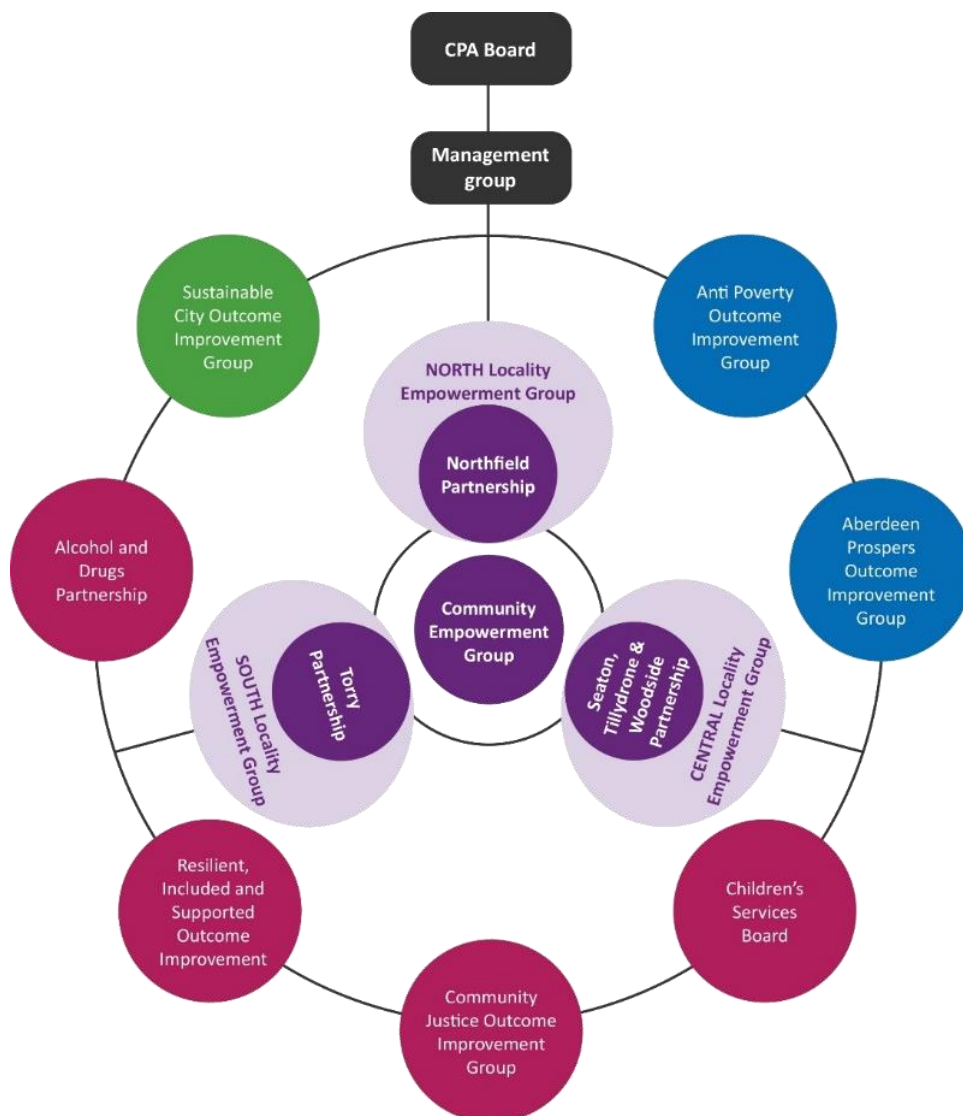 CPA Board
Management
group
Sustainable
City Outcome
Improvement
Group
Anti Poverty
Outcome
Improvement
Group
NORTH Locality
Empowerment Group
Northfield
Partnership
Alcohol and
Drugs
Partnership
Aberdeen
Prospers
Outcome
Improvement
Group
Community
Empowerment
Group
SOUTH Locality
Empowerment Group
Torry
Partnership
Seaton,
Tillydrone &
Woodside
Partnership
CENTRAL Locality
Empowerment Group
Resilient,
Included and
Supported
Outcome
Improvement
Children's
Services
Board
Community
Justice Outcome
Improvement
Group